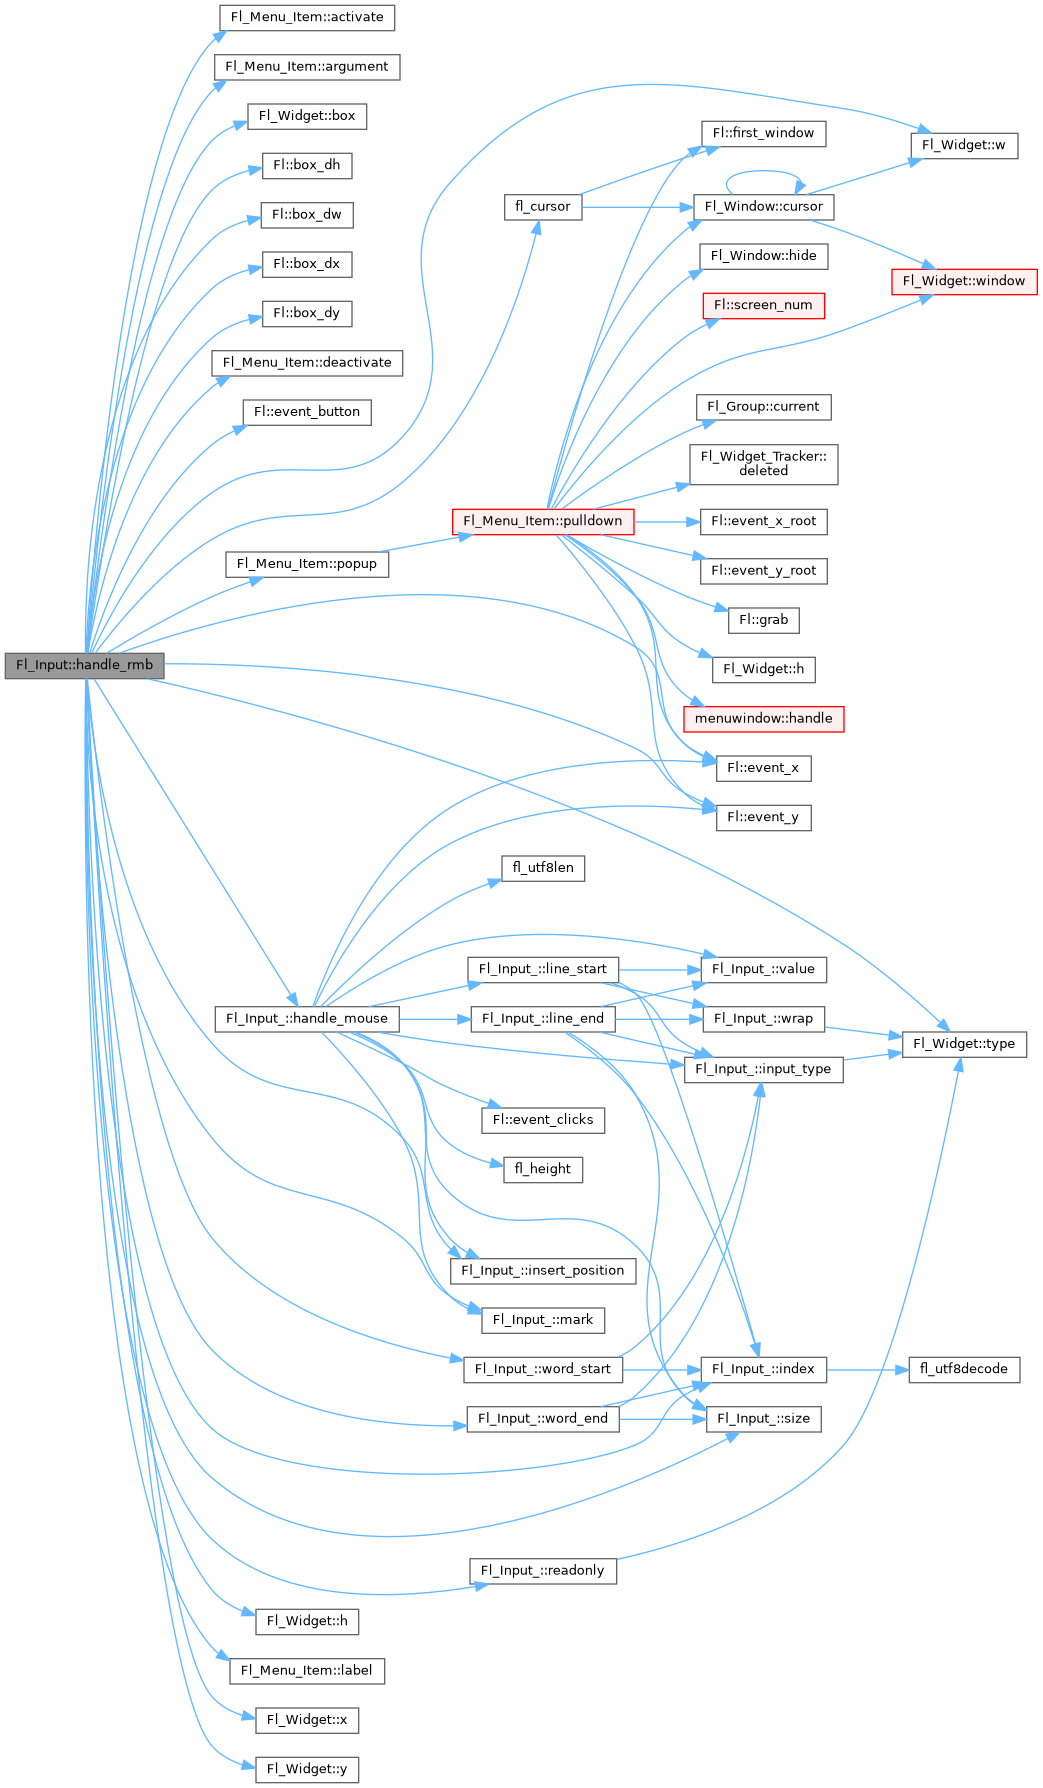 Fl_Menu_Item::activate
Fl_Menu_Item::argument
Fl_Widget::box
Fl::box_dh
Fl::box_dw
Fl::box_dx
Fl::box_dy
Fl_Menu_Item::deactivate
Fl::event_button
Fl_Menu_Item::popup
Fl_Input::handle_rmb
Fl_Input_::handle_mouse
Fl_Widget::h
Fl_Menu_Item::label
Fl_Widget::x
Fl_Widget::y
fl_cursor
Fl_Menu_Item::pulldown
fl_utf8len
Fl_Input_::line_start
Fl_Input_::line_end
Fl::event_clicks
fl_height
Fl_Input_::insert_position
Fl_Input_::mark
Fl_Input_::word_start
Fl_Input_::word_end
Fl_Input_::readonly
Fl::first_window
Fl_Window::cursor
Fl_Window::hide
Fl::screen_num
Fl_Group::current
Fl_Widget_Tracker::
deleted
Fl::event_x_root
Fl::event_y_root
Fl::grab
Fl_Widget::h
menuwindow::handle
Fl::event_x
Fl::event_y
Fl_Input_::value
Fl_Input_::wrap
Fl_Input_::input_type
Fl_Input_::index
Fl_Input_::size
Fl_Widget::w
Fl_Widget::window
Fl_Widget::type
fl_utf8decode